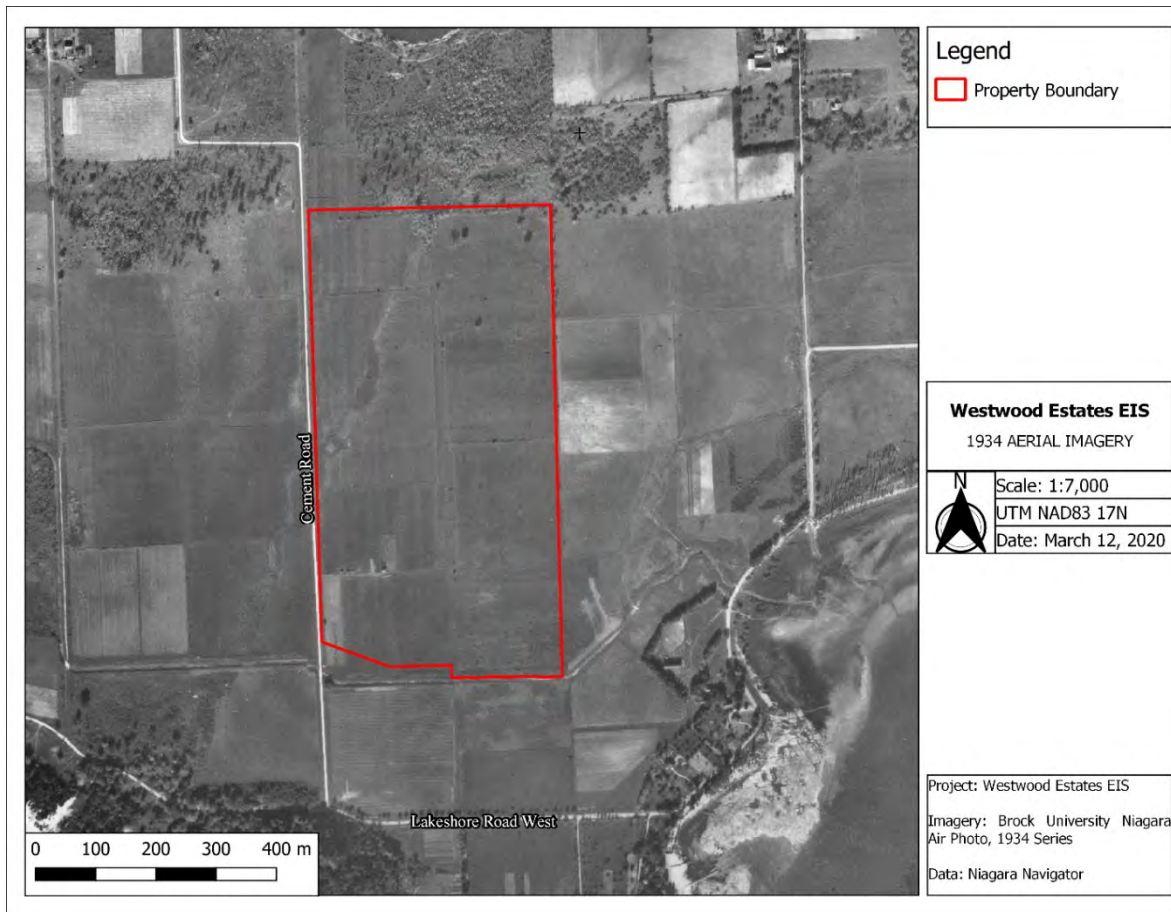 Legend
Property Boundary
Westwood Estates EIS
1934 AERIAL IMAGERY
N
Scale: 1:7,000
UTM NAD83 17N
Date: March 12, 2020
Cement Road
Lakeshore Road West
0 100 200 300 400 m
Project: Westwood Estates EIS
Imagery: Brock University Niagara
Air Photo, 1934 Series
Data: Niagara Navigator